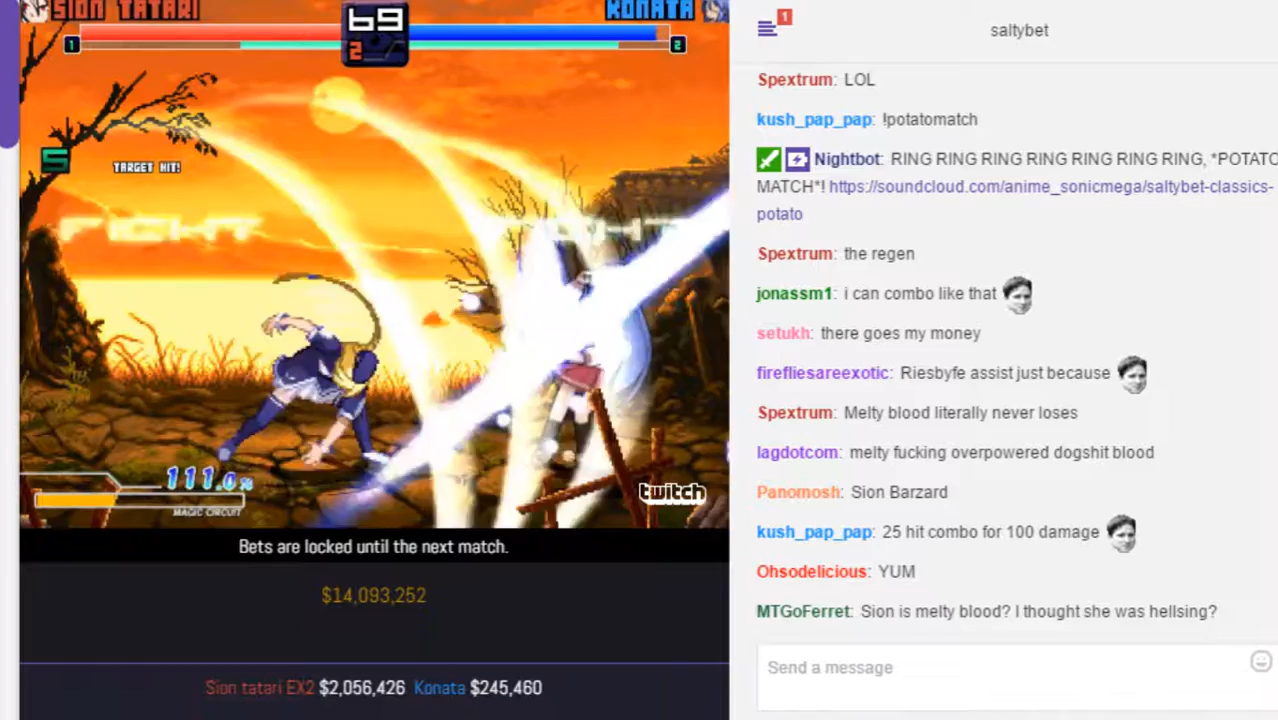 SION TATARI
69
KONATA
1
2
2
5
TARGET HIT!
FIGHT
111.0%
MAGIC CIRCUIT
twitch
Bets are locked until the next match.
$14,093,252
Sion tatari EX2 $2,056,426 Konata $245,460
1
saltybet
Spextrum: LOL
kush_pap_pap: !potatomatch
Nightbot: RING RING RING RING RING RING RING, *POTATO
MATCH*! https://soundcloud.com/anime_sonicmega/saltybet-classics-
potato
Spextrum: the regen
jonassm1: i can combo like that
setukh: there goes my money
firefliesareexotic: Riesbyfe assist just because
Spextrum: Melty blood literally never loses
lagdotcom: melty fucking overpowered dogshit blood
Panomosh: Sion Barzard
kush_pap_pap: 25 hit combo for 100 damage
Ohsodelicious: YUM
MTGoFerret: Sion is melty blood? I thought she was hellsing?
Send a message